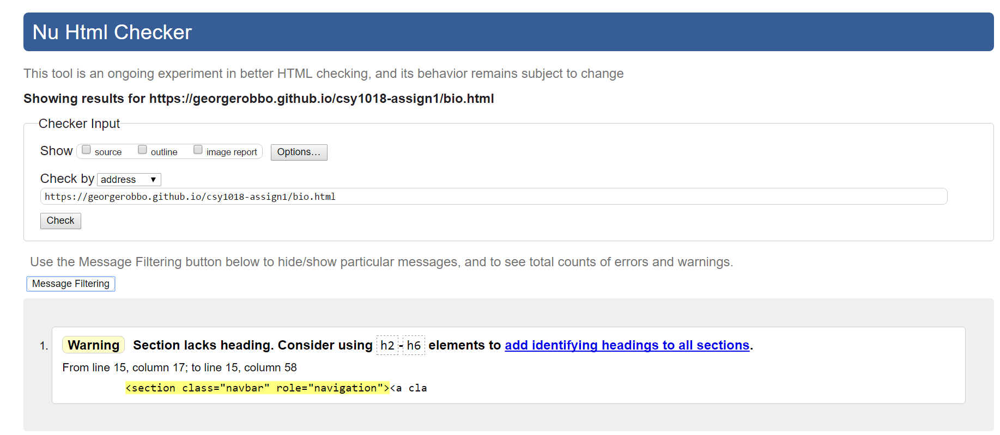 Nu Html Checker
This tool is an ongoing experiment in better HTML checking, and its behavior remains subject to change
Showing results for https://georgerobbo.github.io/csy1018-assign1/bio.html
Checker Input
Show source outline image report Options...
Check by address ▼
https://georgerobbo.github.io/csy1018-assign1/bio.html
Check
Use the Message Filtering button below to hide/show particular messages, and to see total counts of errors and warnings.
Message Filtering
1. Warning Section lacks heading. Consider using h2-h6 elements to add identifying headings to all sections.
From line 15, column 17; to line 15, column 58
<section class="navbar" role="navigation"><a cla